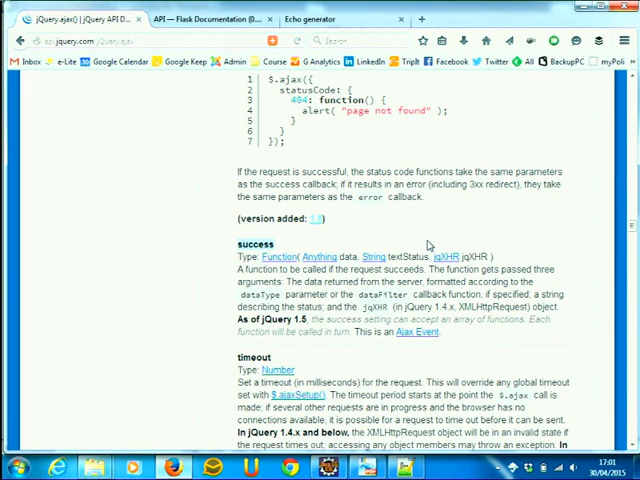 jQuery.ajax() | jQuery API D...
API — Flask Documentation (0....
Echo generator
api.jquery.com/jQuery.ajax/
Search
Inbox
e-Lite
Google Calendar
Google Keep
Admin
Course
G Analytics
LinkedIn
TripIt
Facebook
Twitter
All
BackupPC
myPoli
1 $.ajax({
2 statusCode: {
3 404: function() {
4 alert( "page not found" );
5 }
6 }
7 });
If the request is successful, the status code functions take the same parameters
as the success callback; if it results in an error (including 3xx redirect), they take
the same parameters as the error callback.
(version added: 1.5)
success
Type: Function( Anything data, String textStatus, jqXHR jqXHR )
A function to be called if the request succeeds. The function gets passed three
arguments: The data returned from the server, formatted according to the
dataType parameter or the dataFilter callback function, if specified; a string
describing the status; and the jqXHR (in jQuery 1.4.x, XMLHttpRequest) object.
As of jQuery 1.5, the success setting can accept an array of functions. Each
function will be called in turn. This is an Ajax Event.
timeout
Type: Number
Set a timeout (in milliseconds) for the request. This will override any global timeout
set with $.ajaxSetup(). The timeout period starts at the point the $.ajax call is
made; if several other requests are in progress and the browser has no
connections available, it is possible for a request to time out before it can be sent.
In jQuery 1.4.x and below, the XMLHttpRequest object will be in an invalid state if
the request times out; accessing any object members may throw an exception. In
17:01
30/04/2015